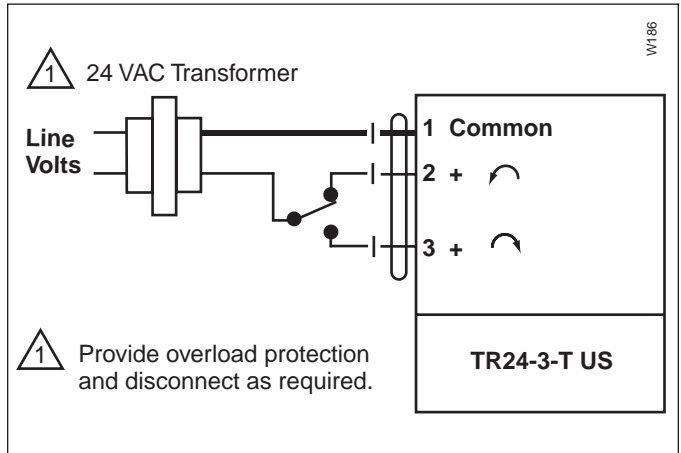 W186
1 24 VAC Transformer
Line
Volts
1 Common
2 +
3 +
1 Provide overload protection
and disconnect as required.
TR24-3-T US